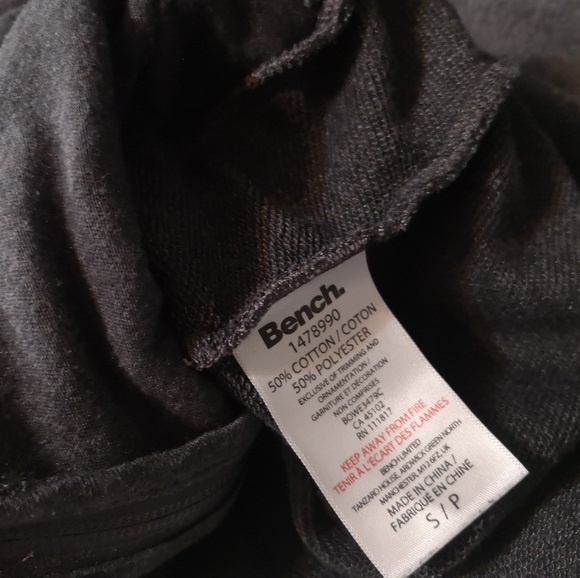 Bench.
1478990
50% COTTON / COTON
50% POLYESTER
EXCLUSIVE OF TRIMMING AND
ORNAMENTATION /
GARNITURE ET DÉCORATION
NON COMPRISES
BOWE3479C
CA 45102
RN 111817
KEEP AWAY FROM FIRE
TENIR À L'ÉCART DES FLAMMES
BENCH LIMITED
TANZARO HOUSE, ARDWICK GREEN NORTH
MANCHESTER, M12 6FZ, UK
MADE IN CHINA /
FABRIQUÉ EN CHINE
S / P